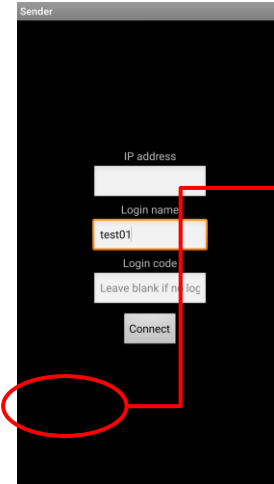 Sender
IP address
Login name
test01
Login code
Leave blank if no log
Connect